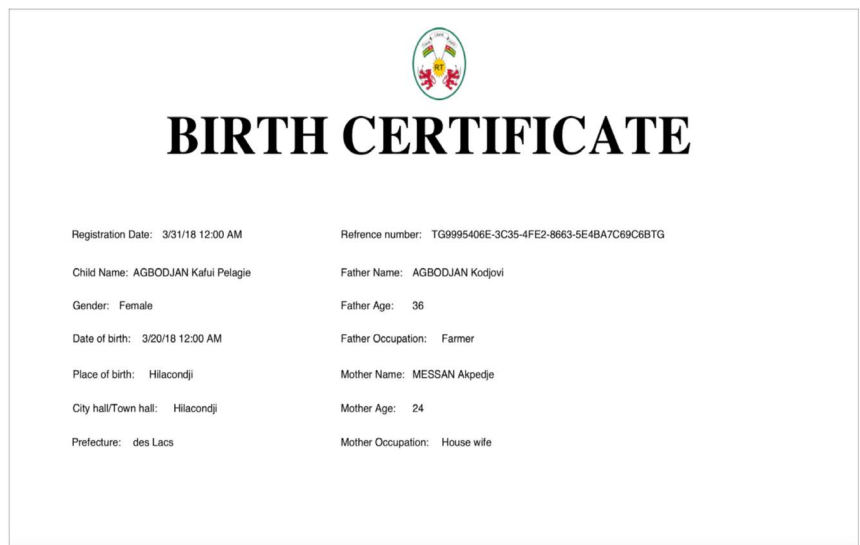 RT
BIRTH CERTIFICATE
Registration Date: 3/31/18 12:00 AM
Refrence number: TG9995406E-3C35-4FE2-8663-5E4BA7C69C6BTG
Child Name: AGBODJAN Kafui Pelagie
Father Name: AGBODJAN Kodjovi
Gender: Female
Father Age: 36
Date of birth: 3/20/18 12:00 AM
Father Occupation: Farmer
Place of birth: Hilacondji
Mother Name: MESSAN Akpedje
City hall/Town hall: Hilacondji
Mother Age: 24
Prefecture: des Lacs
Mother Occupation: House wife